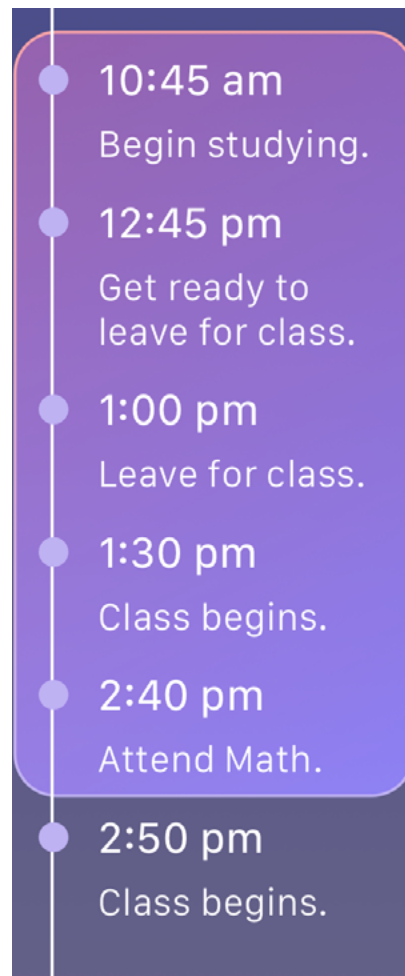 10:45 am
Begin studying.
12:45 pm
Get ready to
leave for class.
1:00 pm
Leave for class.
1:30 pm
Class begins.
2:40 pm
Attend Math.
2:50 pm
Class begins.